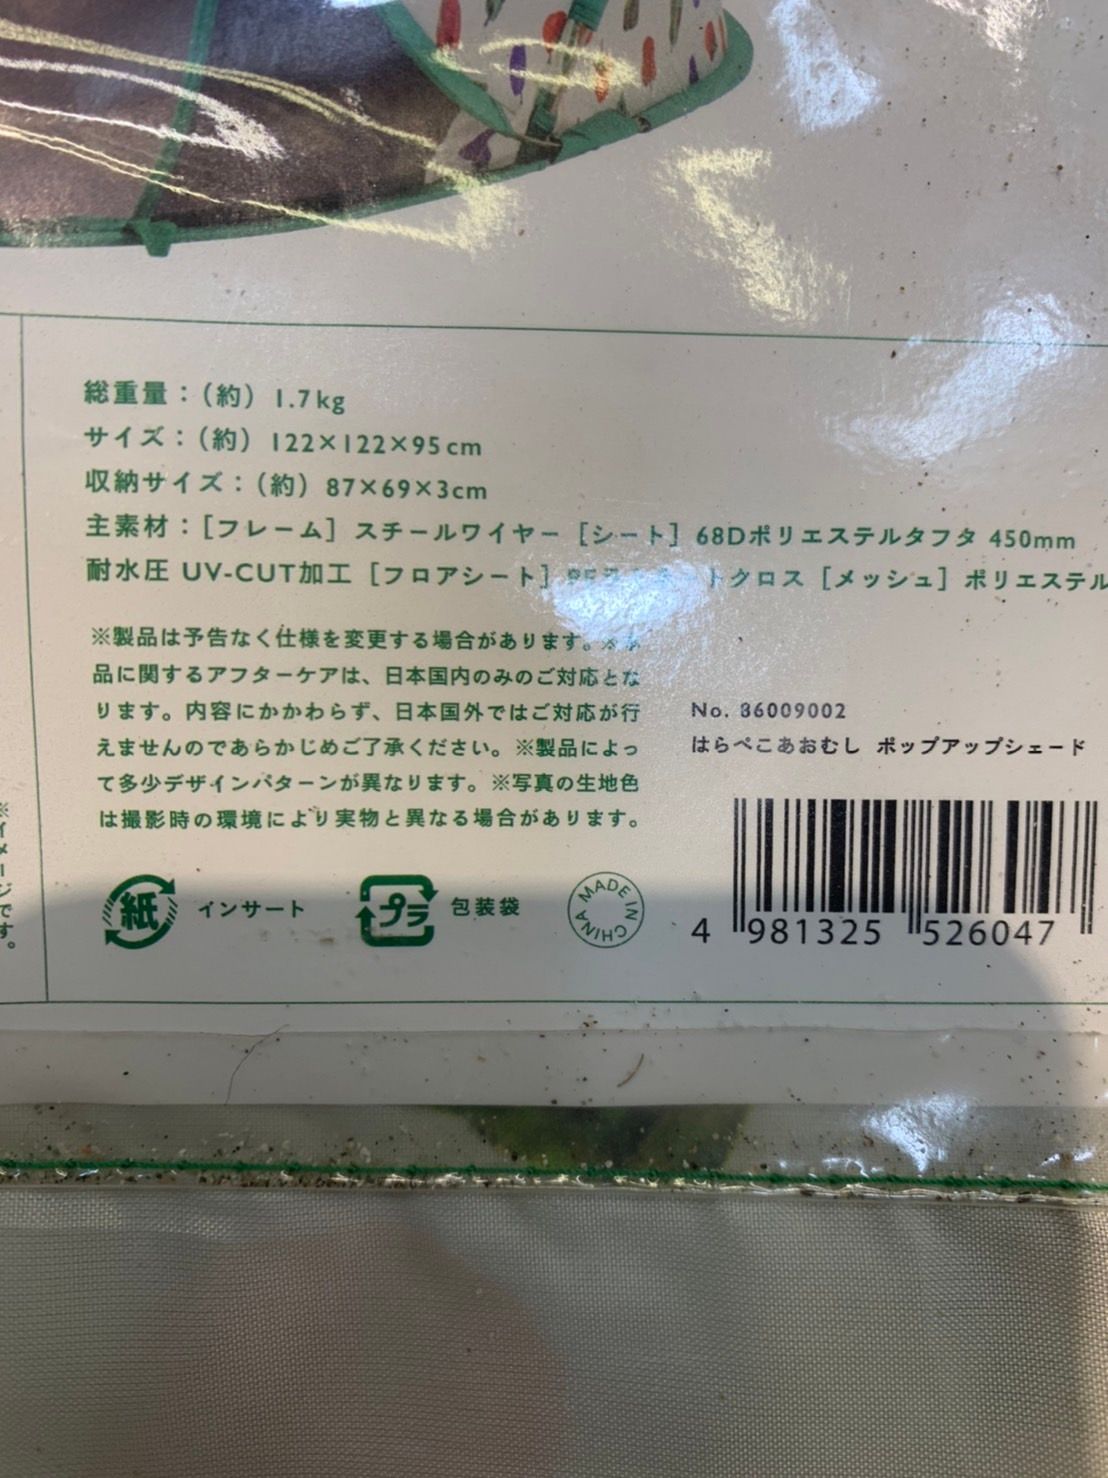 総重量：（約）1.7kg
サイズ：（約）122×122×95cm
収納サイズ：（約）87×69×3cm
主素材：［フレーム］スチールワイヤー［シート］68Dポリエステルタフタ 450mm
耐水圧 UV-CUT加工［フロアシート］トクロス［メッシュ］ポリエステル
※製品は予告なく仕様を変更する場合があります。※
品に関するアフターケアは、日本国内のみのご対応とな
ります。内容にかかわらず、日本国外ではご対応が行
えませんのであらかじめご了承ください。※製品によっ
て多少デザインパターンが異なります。※写真の生地色
は撮影時の環境により実物と異なる場合があります。
No. 86009002
はらぺこあおむし ポップアップシェード
※イメージです。
紙 インサート
プラ 包装袋
MADE IN CHINA
4 981325 526047